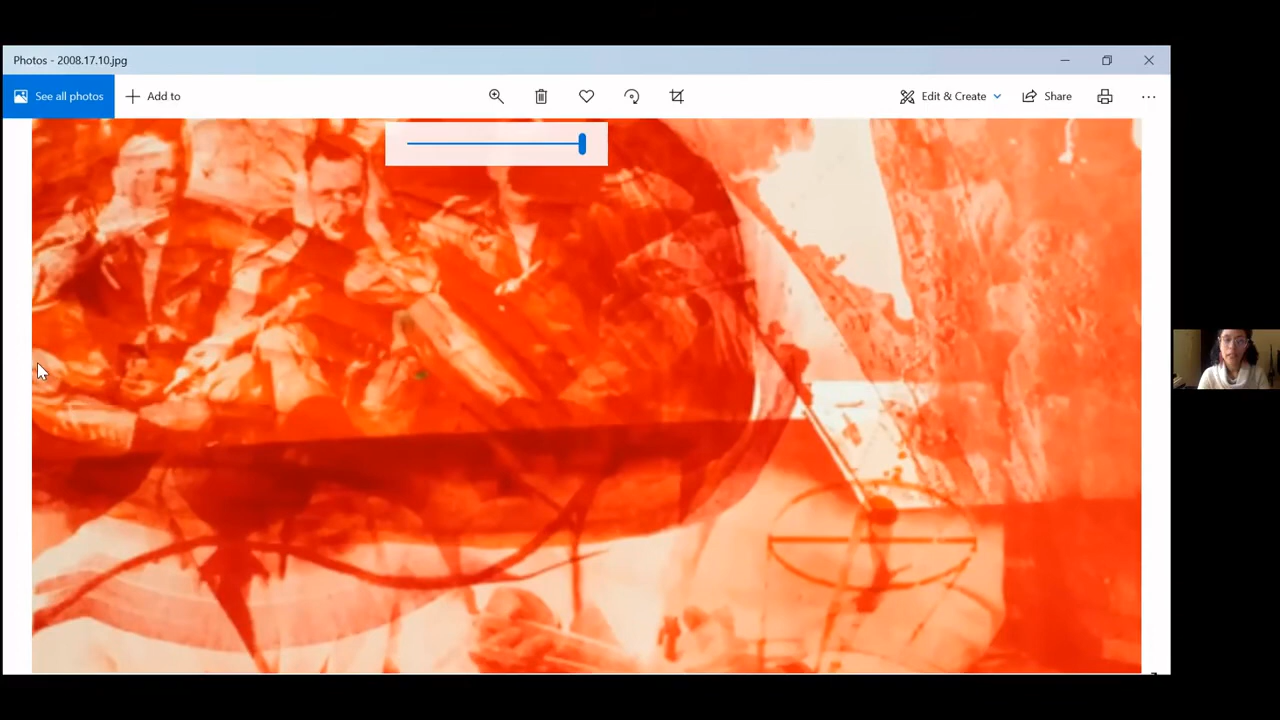 Photos - 2008.17.10.jpg
See all photos
Add to
Edit & Create
Share